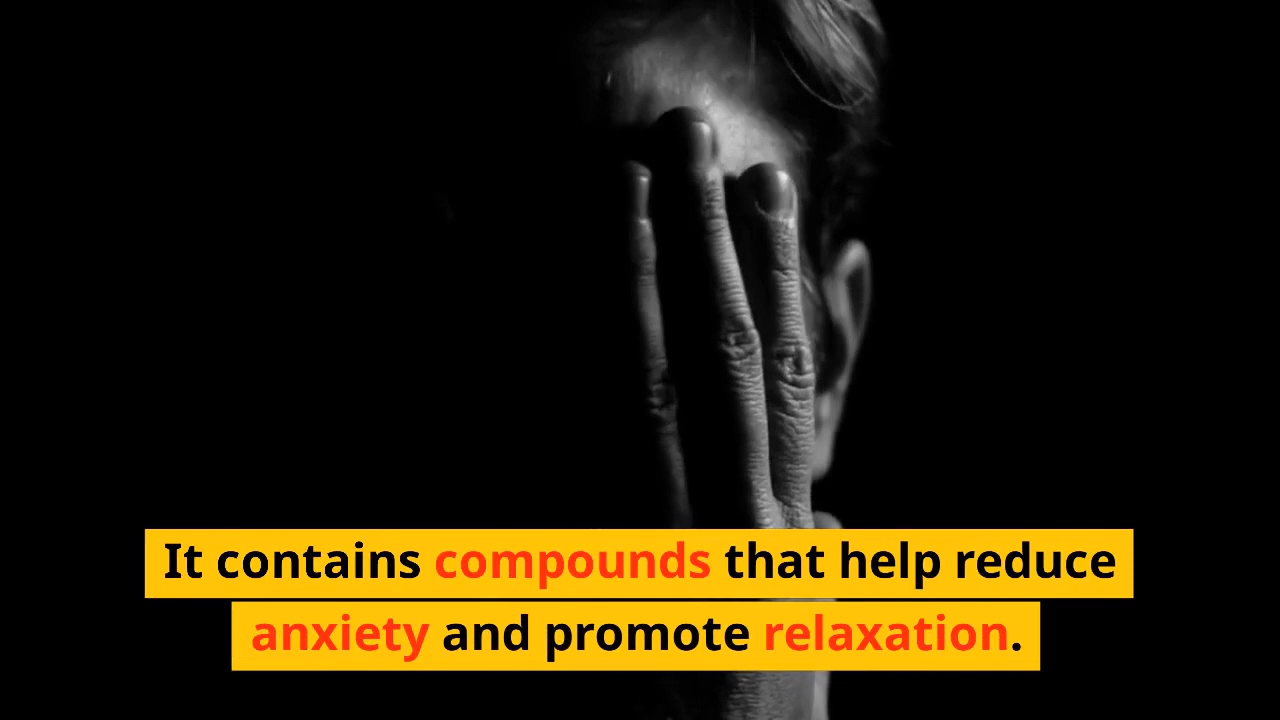 It contains compounds that help reduce
anxiety and promote relaxation.